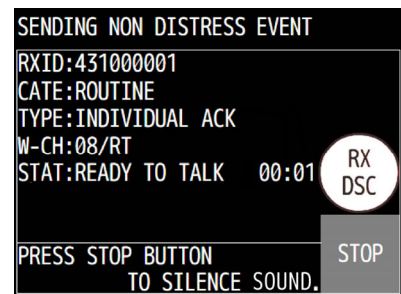 SENDING NON DISTRESS EVENT
RXID:431000001
CATE:ROUTINE
TYPE:INDIVIDUAL ACK
W-CH:08/RT
STAT:READY TO TALK 00:01
RX
DSC
PRESS STOP BUTTON
TO SILENCE SOUND.
STOP